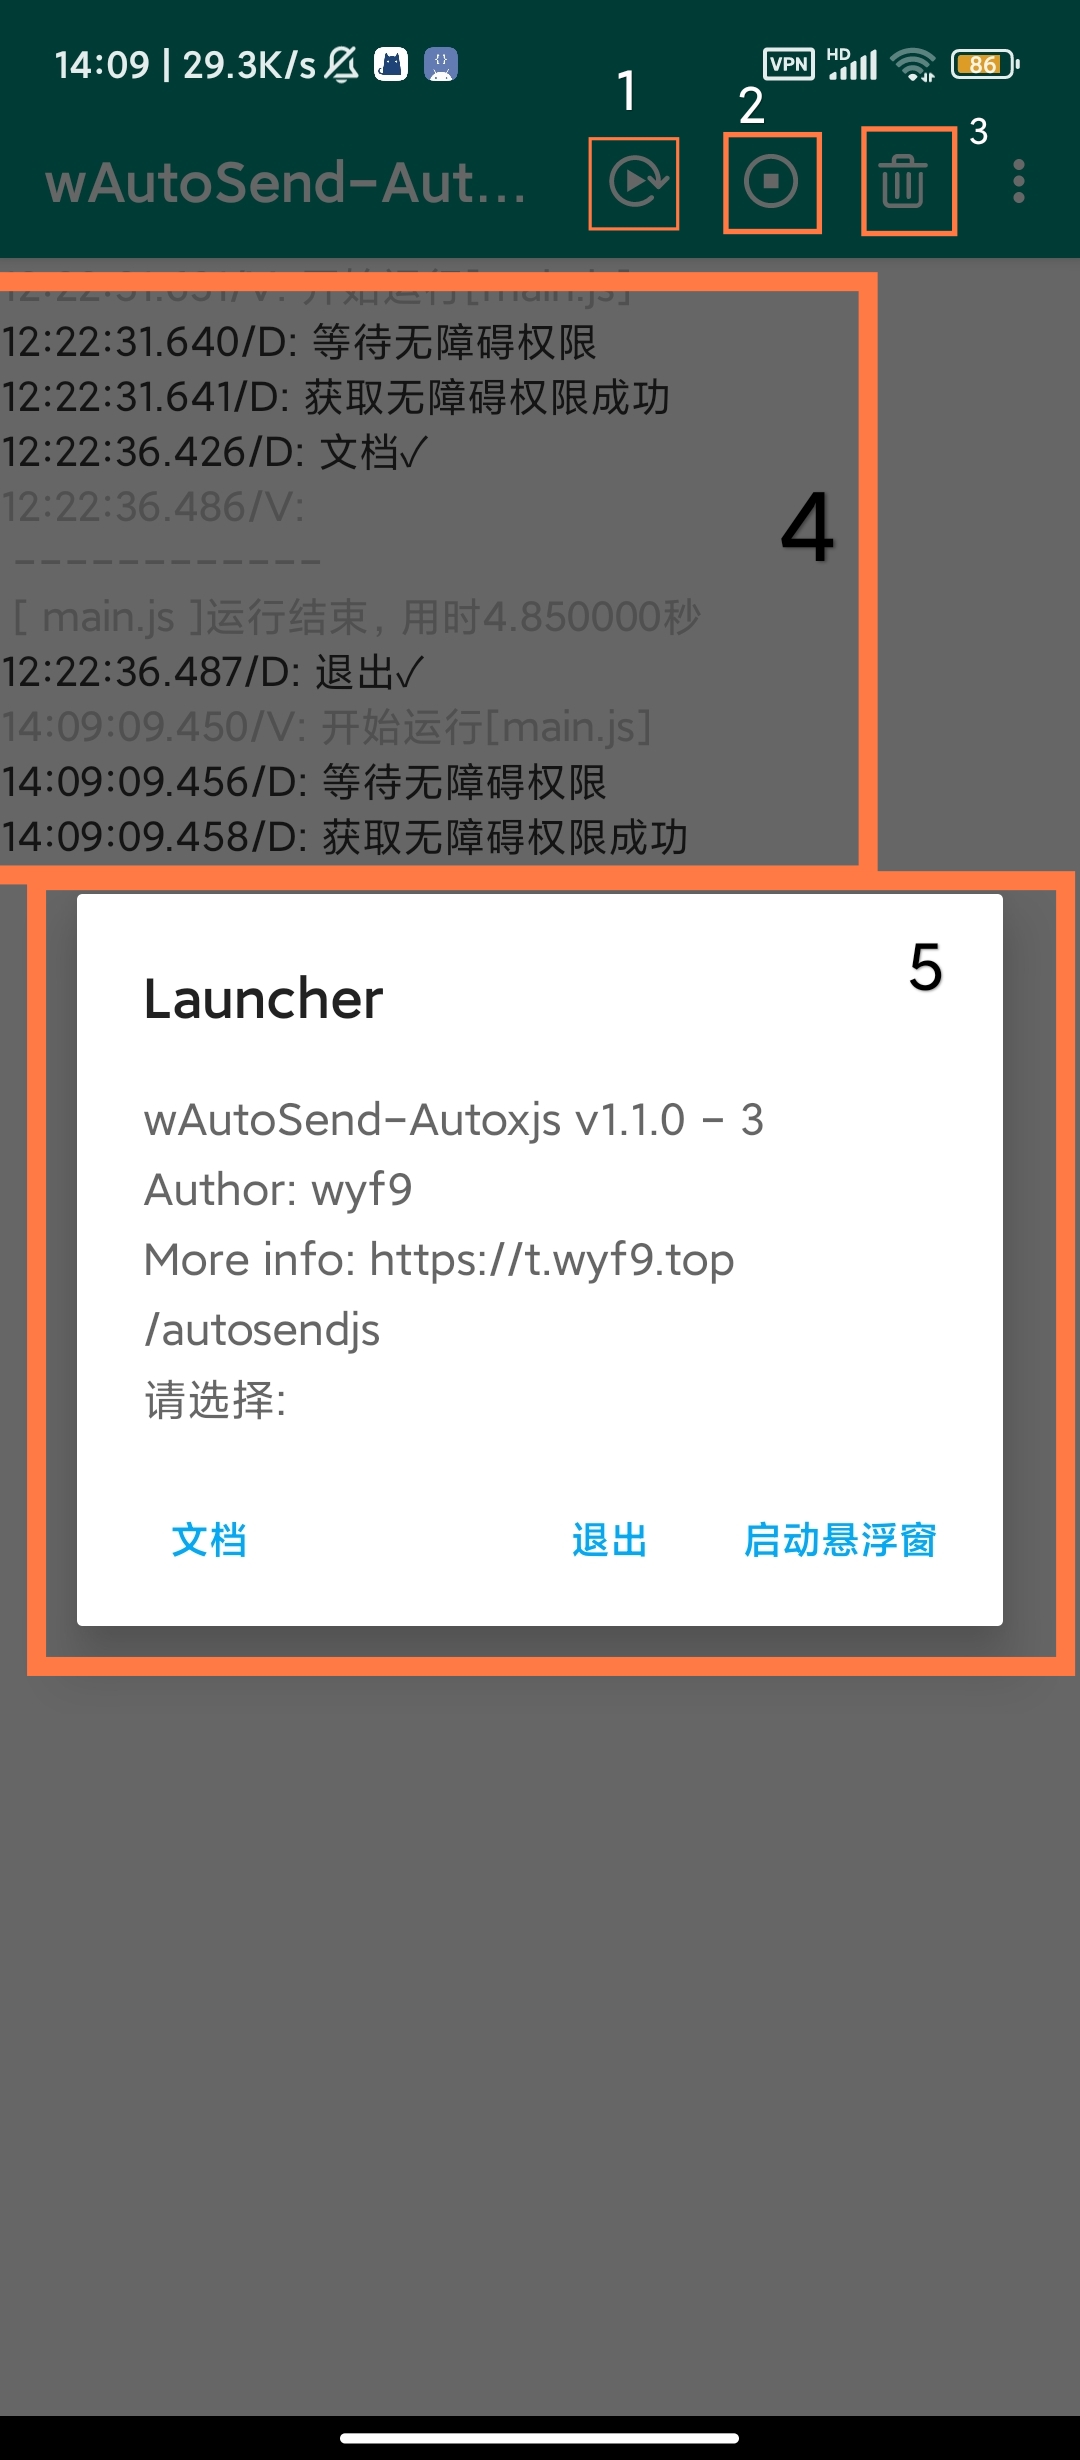 14:09 | 29.3K/s
VPN HD 86
1
2
3
wAutoSend-Aut...
12:22:31.631/V: 开始运行[main.js]
12:22:31.640/D: 等待无障碍权限
12:22:31.641/D: 获取无障碍权限成功
12:22:36.426/D: 文档✓
12:22:36.486/V:
------------
[ main.js ]运行结束, 用时4.850000秒
12:22:36.487/D: 退出✓
14:09:09.450/V: 开始运行[main.js]
14:09:09.456/D: 等待无障碍权限
14:09:09.458/D: 获取无障碍权限成功
4
5
Launcher
wAutoSend-Autoxjs v1.1.0 - 3
Author: wyf9
More info: https://t.wyf9.top
/autosendjs
请选择:
文档
退出
启动悬浮窗